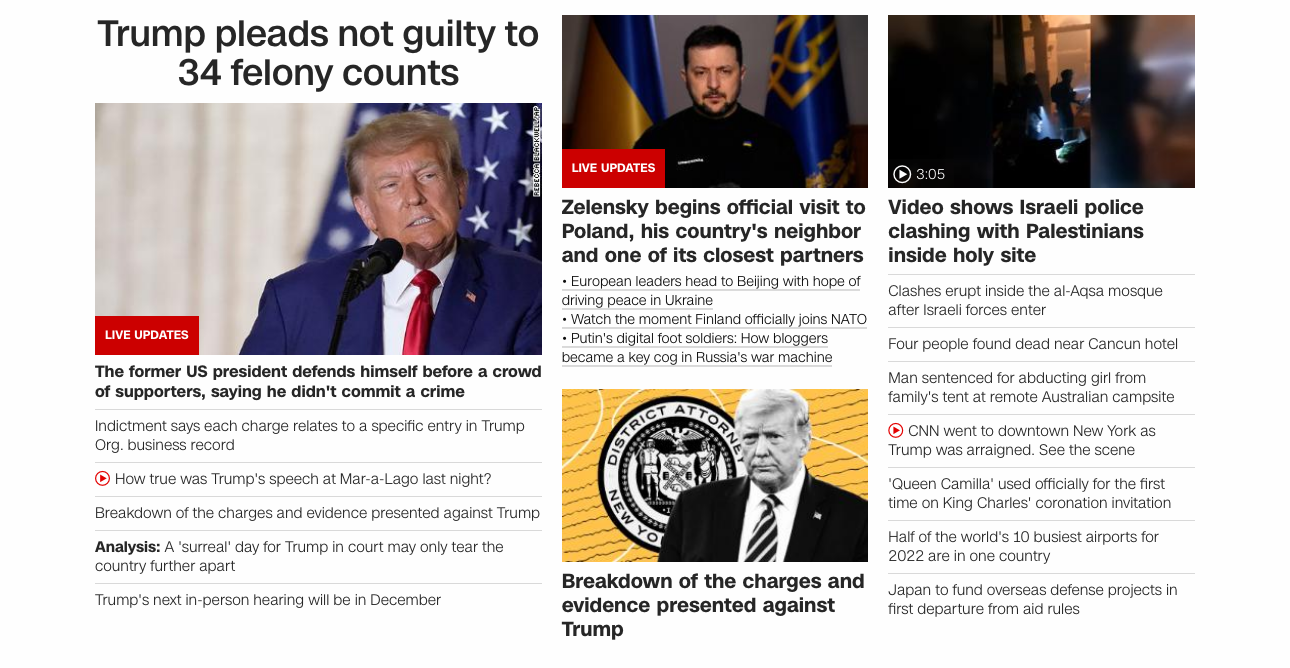 Trump pleads not guilty to
34 felony counts
REBECCA BLACKWELL/AP
LIVE UPDATES
The former US president defends himself before a crowd
of supporters, saying he didn't commit a crime
Indictment says each charge relates to a specific entry in Trump
Org. business record
How true was Trump's speech at Mar-a-Lago last night?
Breakdown of the charges and evidence presented against Trump
Analysis: A 'surreal' day for Trump in court may only tear the
country further apart
Trump's next in-person hearing will be in December
LIVE UPDATES
Zelensky begins official visit to
Poland, his country's neighbor
and one of its closest partners
• European leaders head to Beijing with hope of
driving peace in Ukraine
• Watch the moment Finland officially joins NATO
• Putin's digital foot soldiers: How bloggers
became a key cog in Russia's war machine
DISTRICT ATTORNE
NEW YO
Breakdown of the charges and
evidence presented against
Trump
3:05
Video shows Israeli police
clashing with Palestinians
inside holy site
Clashes erupt inside the al-Aqsa mosque
after Israeli forces enter
Four people found dead near Cancun hotel
Man sentenced for abducting girl from
family's tent at remote Australian campsite
CNN went to downtown New York as
Trump was arraigned. See the scene
'Queen Camilla' used officially for the first
time on King Charles' coronation invitation
Half of the world's 10 busiest airports for
2022 are in one country
Japan to fund overseas defense projects in
first departure from aid rules